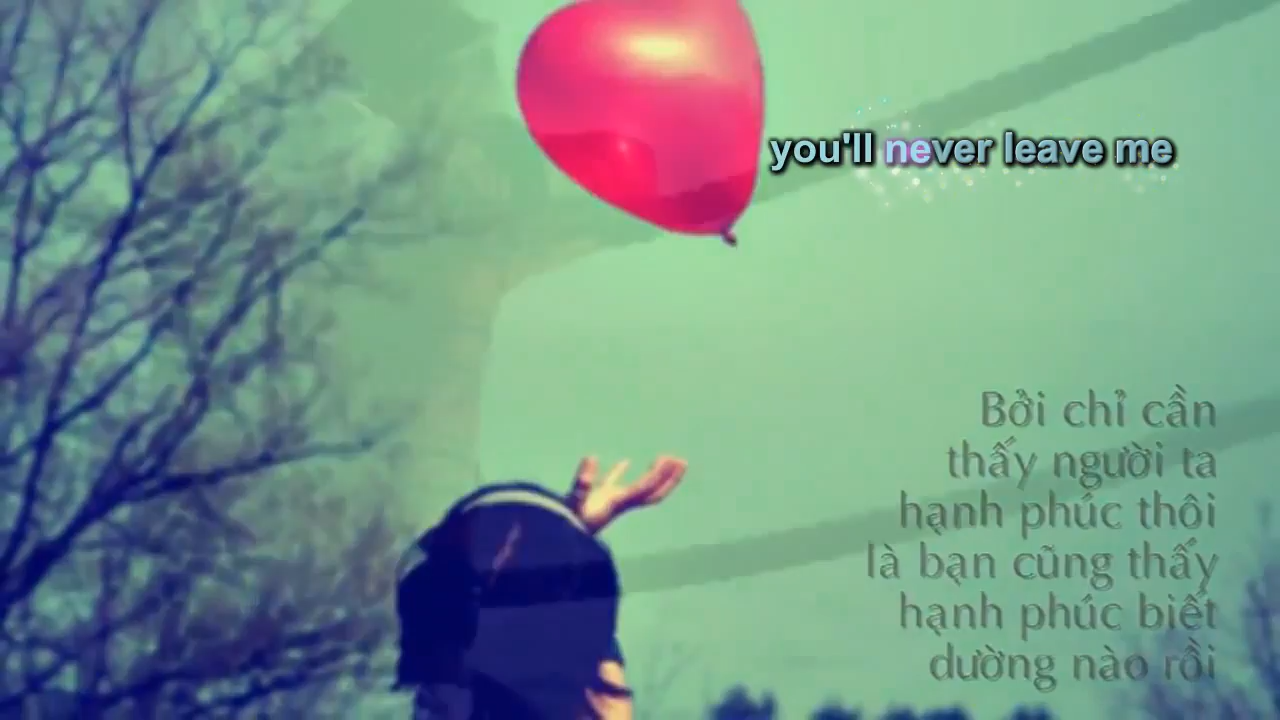 you'll never leave me
Bởi chỉ cần
thấy người ta
hạnh phúc thôi
là bạn cũng thấy
hạnh phúc biết
dường nào rồi